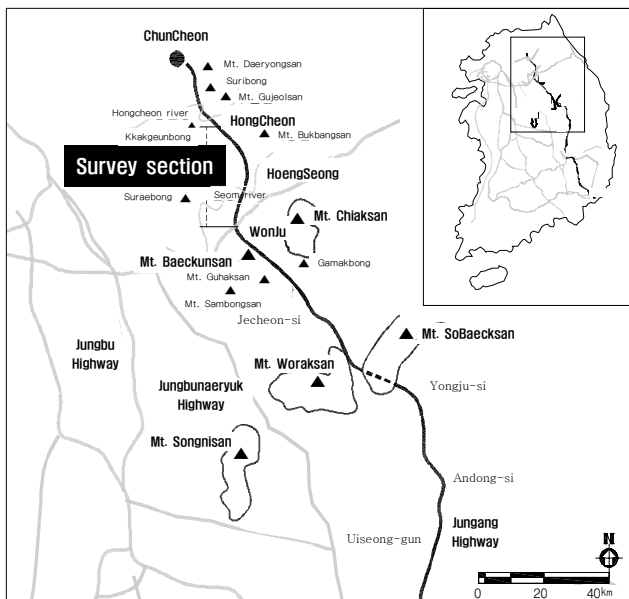 ChunCheon
Mt. Daeryongsan
Suribong
Mt. Gujeolsan
Hongcheon river
HongCheon
Kkakgeunbong
Mt. Bukbangsan
Survey section
HoengSeong
Suraebong
Seom river
Mt. Chiaksan
WonJu
Mt. Baeckunsan
Gamakbong
Mt. Guhaksan
Mt. Sambongsan
Jecheon-si
Jungbu
Highway
Mt. SoBaecksan
Mt. Woraksan
Jungbunaeryuk
Highway
Yongju-si
Mt. Songnisan
Andong-si
Uiseong-gun
Jungang
Highway
N
0 20 40km